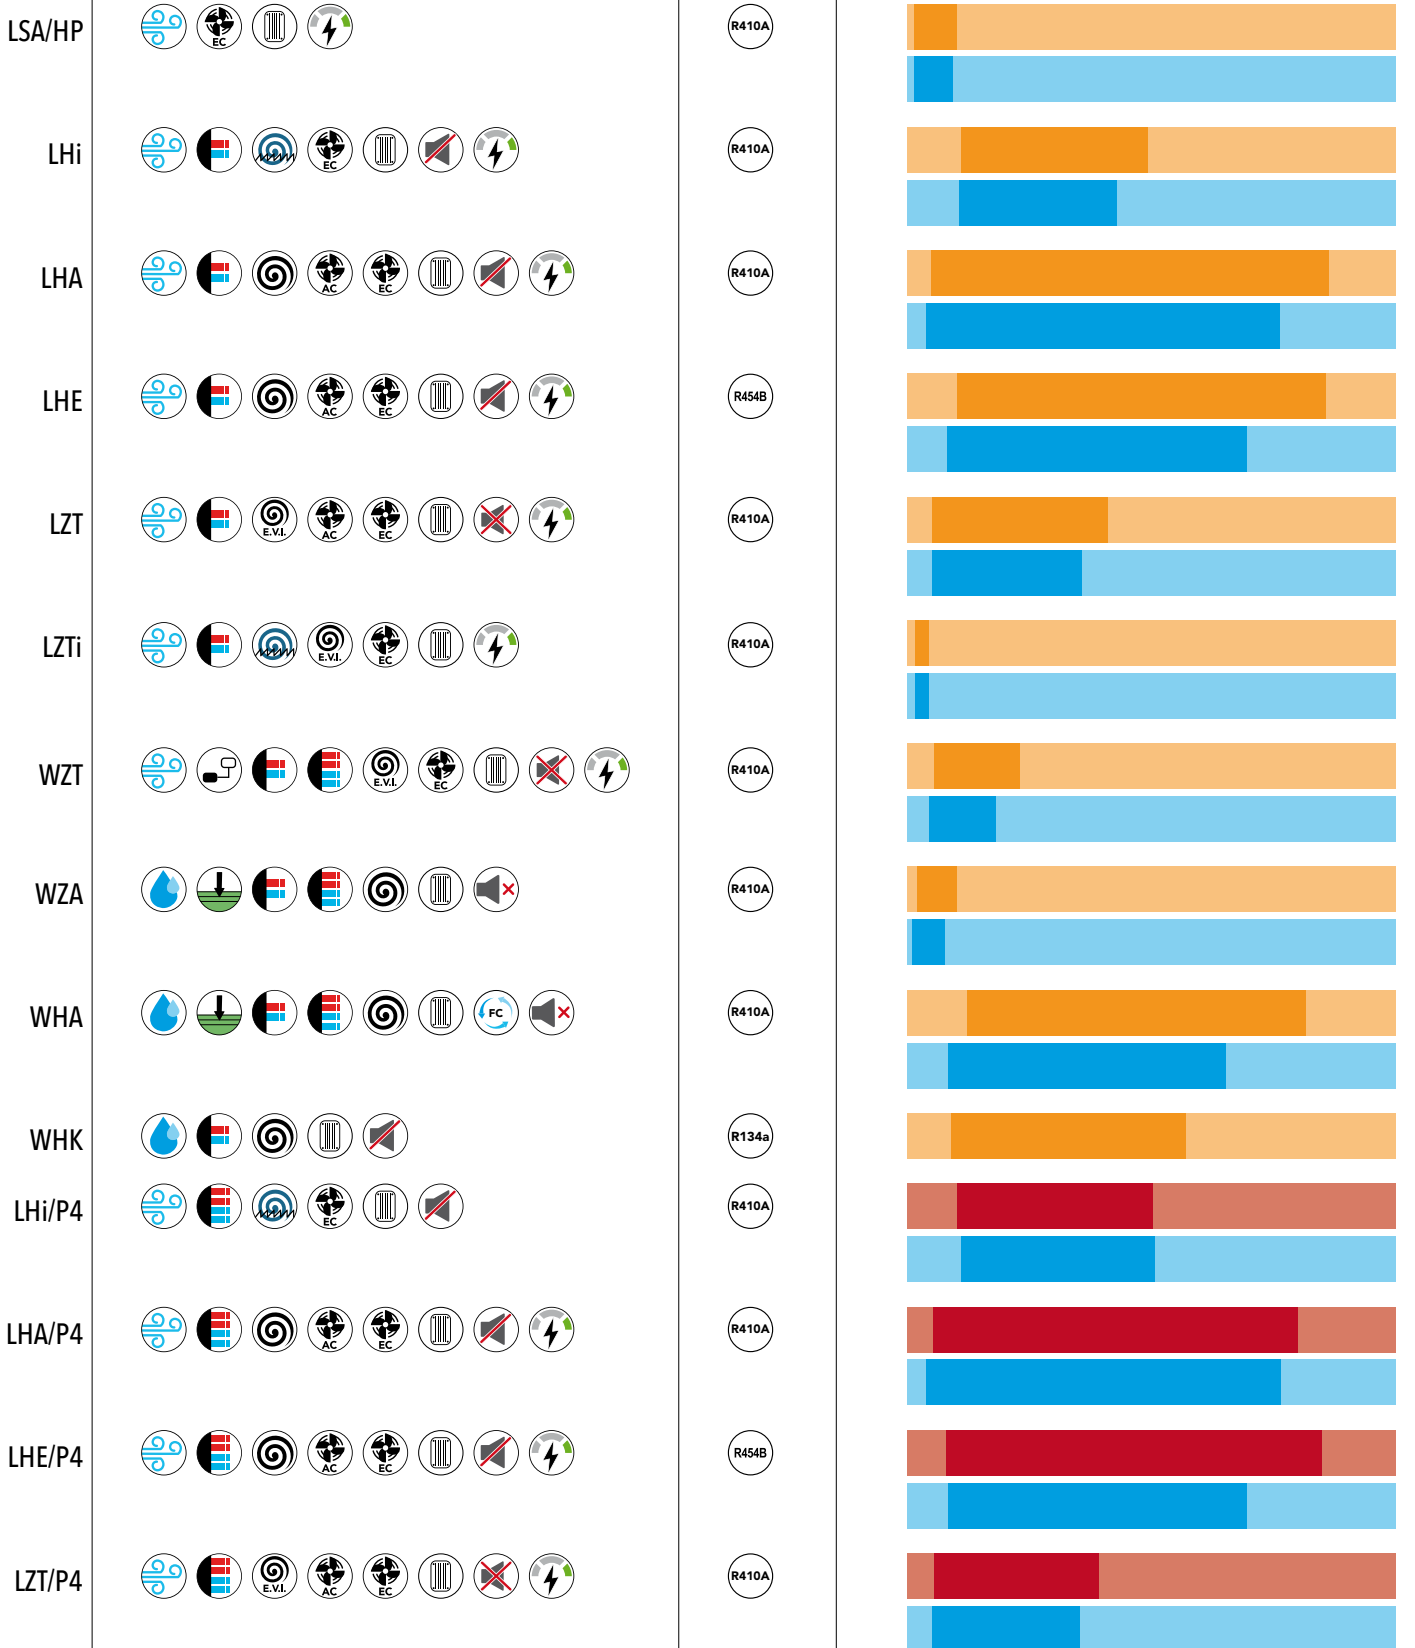 LSA/HP EC R410A
LHi EC R410A
LHA AC EC R410A
LHE AC EC R454B
LZT E.V.I. AC EC R410A
LZTi E.V.I. EC R410A
WZT E.V.I. EC R410A
WZA R410A
WHA FC R410A
WHK R134a
LHi/P4 EC R410A
LHA/P4 AC EC R410A
LHE/P4 AC EC R454B
LZT/P4 E.V.I. AC EC R410A